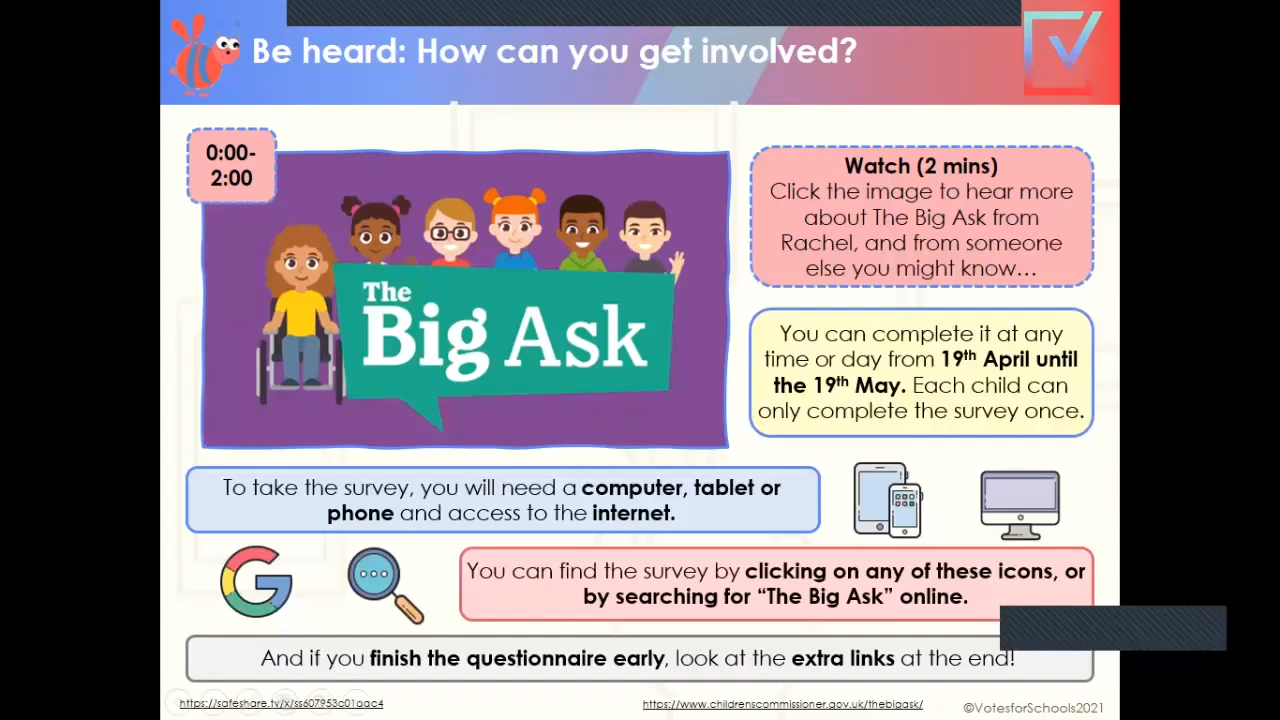 Be heard: How can you get involved?
0:00-
2:00
The
Big Ask
Watch (2 mins)
Click the image to hear more
about The Big Ask from
Rachel, and from someone
else you might know…
You can complete it at any
time or day from 19th April until
the 19th May. Each child can
only complete the survey once.
To take the survey, you will need a computer, tablet or
phone and access to the internet.
You can find the survey by clicking on any of these icons, or
by searching for “The Big Ask” online.
And if you finish the questionnaire early, look at the extra links at the end!
https://safeshare.tv/x/ss607953c01aac4
https://www.childrenscommissioner.gov.uk/thebigask/
©VotesforSchools2021